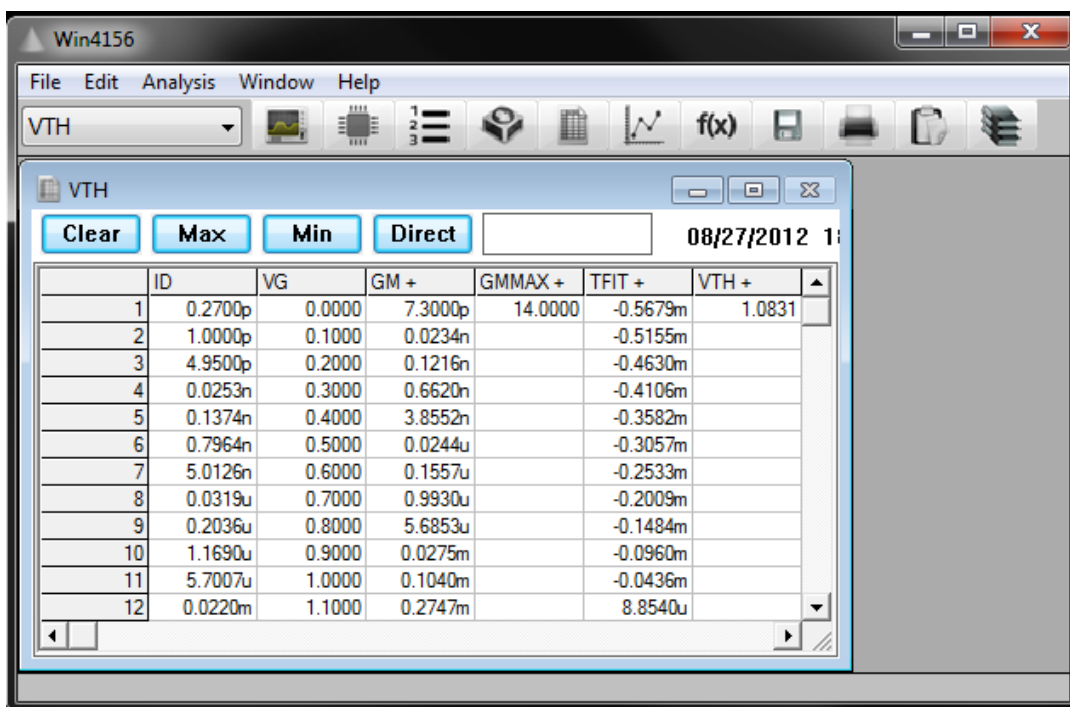 Win4156
File Edit Analysis Window Help
VTH 1 2 3 f(x)
VTH
Clear Max Min Direct 08/27/2012
ID VG GM + GMMAX + TFIT + VTH +
1 0.2700p 0.0000 7.3000p 14.0000 -0.5679m 1.0831
2 1.0000p 0.1000 0.0234n -0.5155m
3 4.9500p 0.2000 0.1216n -0.4630m
4 0.0253n 0.3000 0.6620n -0.4106m
5 0.1374n 0.4000 3.8552n -0.3582m
6 0.7964n 0.5000 0.0244u -0.3057m
7 5.0126n 0.6000 0.1557u -0.2533m
8 0.0319u 0.7000 0.9930u -0.2009m
9 0.2036u 0.8000 5.6853u -0.1484m
10 1.1690u 0.9000 0.0275m -0.0960m
11 5.7007u 1.0000 0.1040m -0.0436m
12 0.0220m 1.1000 0.2747m 8.8540u